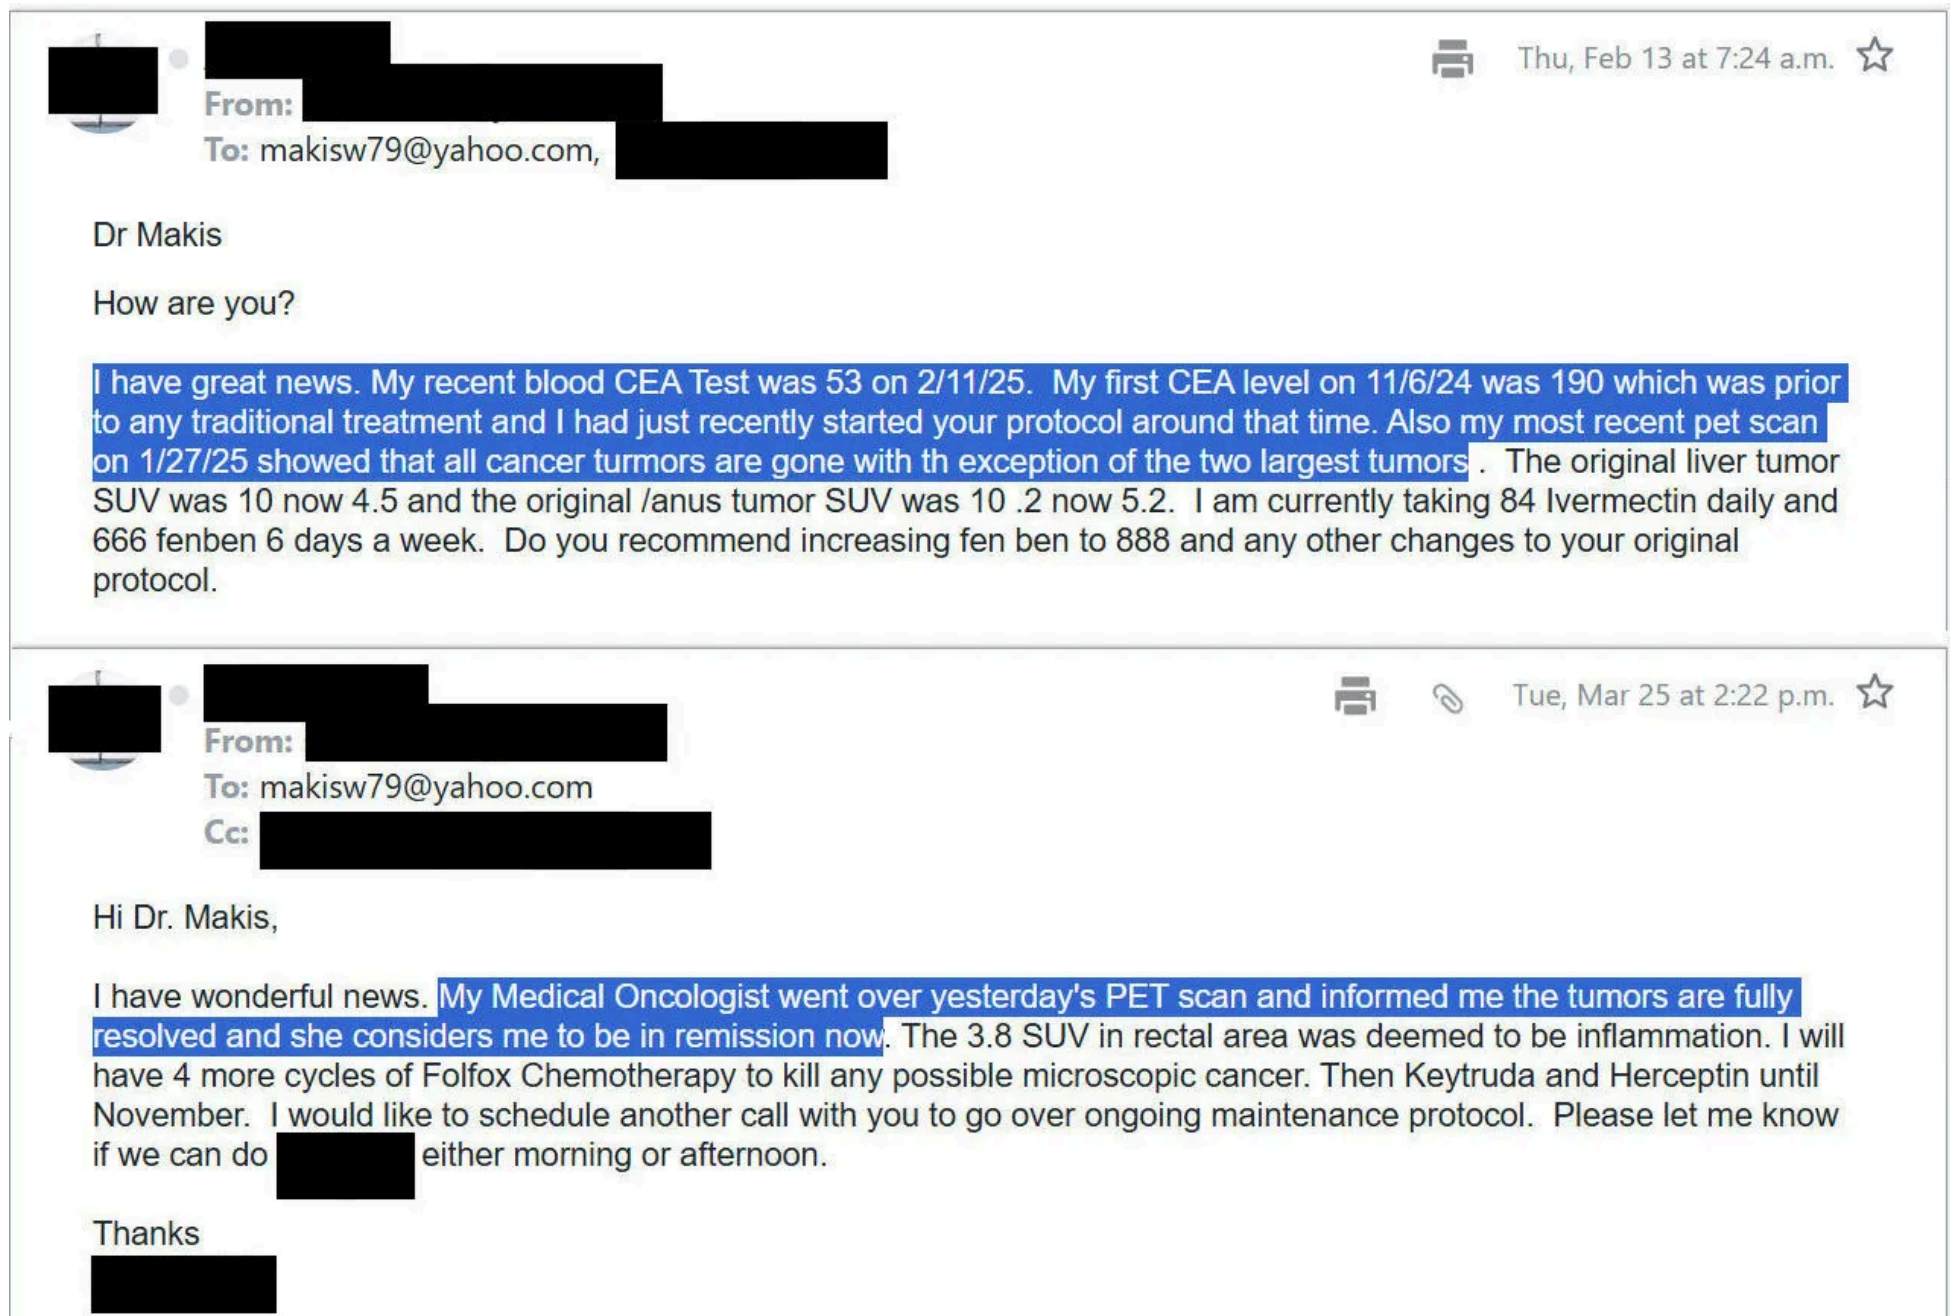 Thu, Feb 13 at 7:24 a.m.
From:
To: makisw79@yahoo.com,
Dr Makis
How are you?
I have great news. My recent blood CEA Test was 53 on 2/11/25.  My first CEA level on 11/6/24 was 190 which was prior
to any traditional treatment and I had just recently started your protocol around that time. Also my most recent pet scan
on 1/27/25 showed that all cancer turmors are gone with th exception of the two largest tumors .  The original liver tumor
SUV was 10 now 4.5 and the original /anus tumor SUV was 10 .2 now 5.2.  I am currently taking 84 Ivermectin daily and
666 fenben 6 days a week.  Do you recommend increasing fen ben to 888 and any other changes to your original
protocol.
Tue, Mar 25 at 2:22 p.m.
From:
To: makisw79@yahoo.com
Cc:
Hi Dr. Makis,
I have wonderful news. My Medical Oncologist went over yesterday's PET scan and informed me the tumors are fully
resolved and she considers me to be in remission now. The 3.8 SUV in rectal area was deemed to be inflammation. I will
have 4 more cycles of Folfox Chemotherapy to kill any possible microscopic cancer. Then Keytruda and Herceptin until
November.  I would like to schedule another call with you to go over ongoing maintenance protocol.  Please let me know
if we can do either morning or afternoon.
Thanks